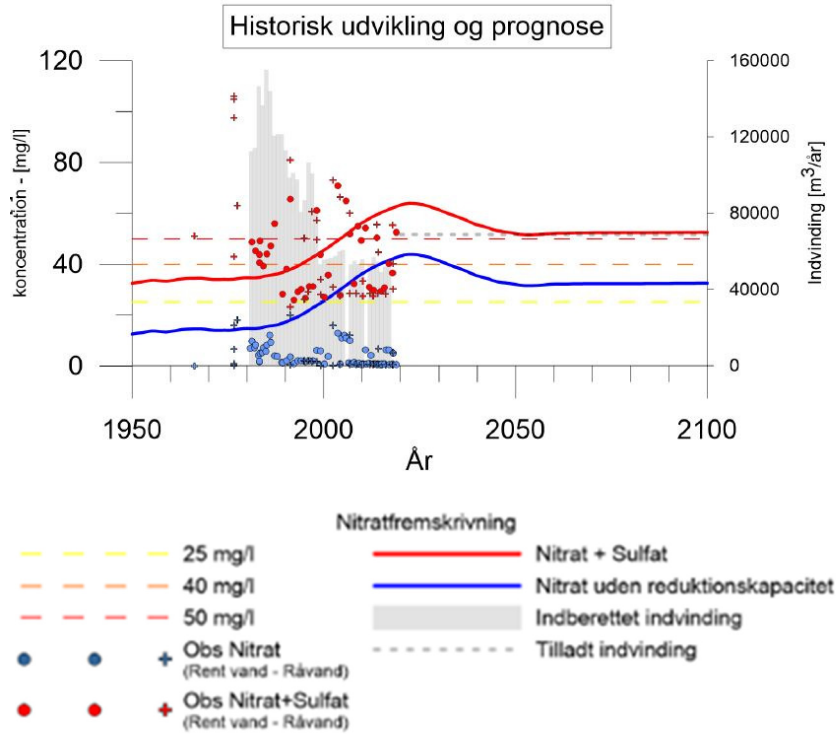 Historisk udvikling og prognose
120
80
40
0
koncentration - [mg/l]
160000
120000
80000
40000
0
Indvinding [m³/år]
1950
2000
2050
2100
År
Nitratfremskrivning
25 mg/l
40 mg/l
50 mg/l
Obs Nitrat
(Rent vand - Råvand)
Obs Nitrat+Sulfat
(Rent vand - Råvand)
Nitrat + Sulfat
Nitrat uden reduktionskapacitet
Indberettet indvinding
Tilladt indvinding